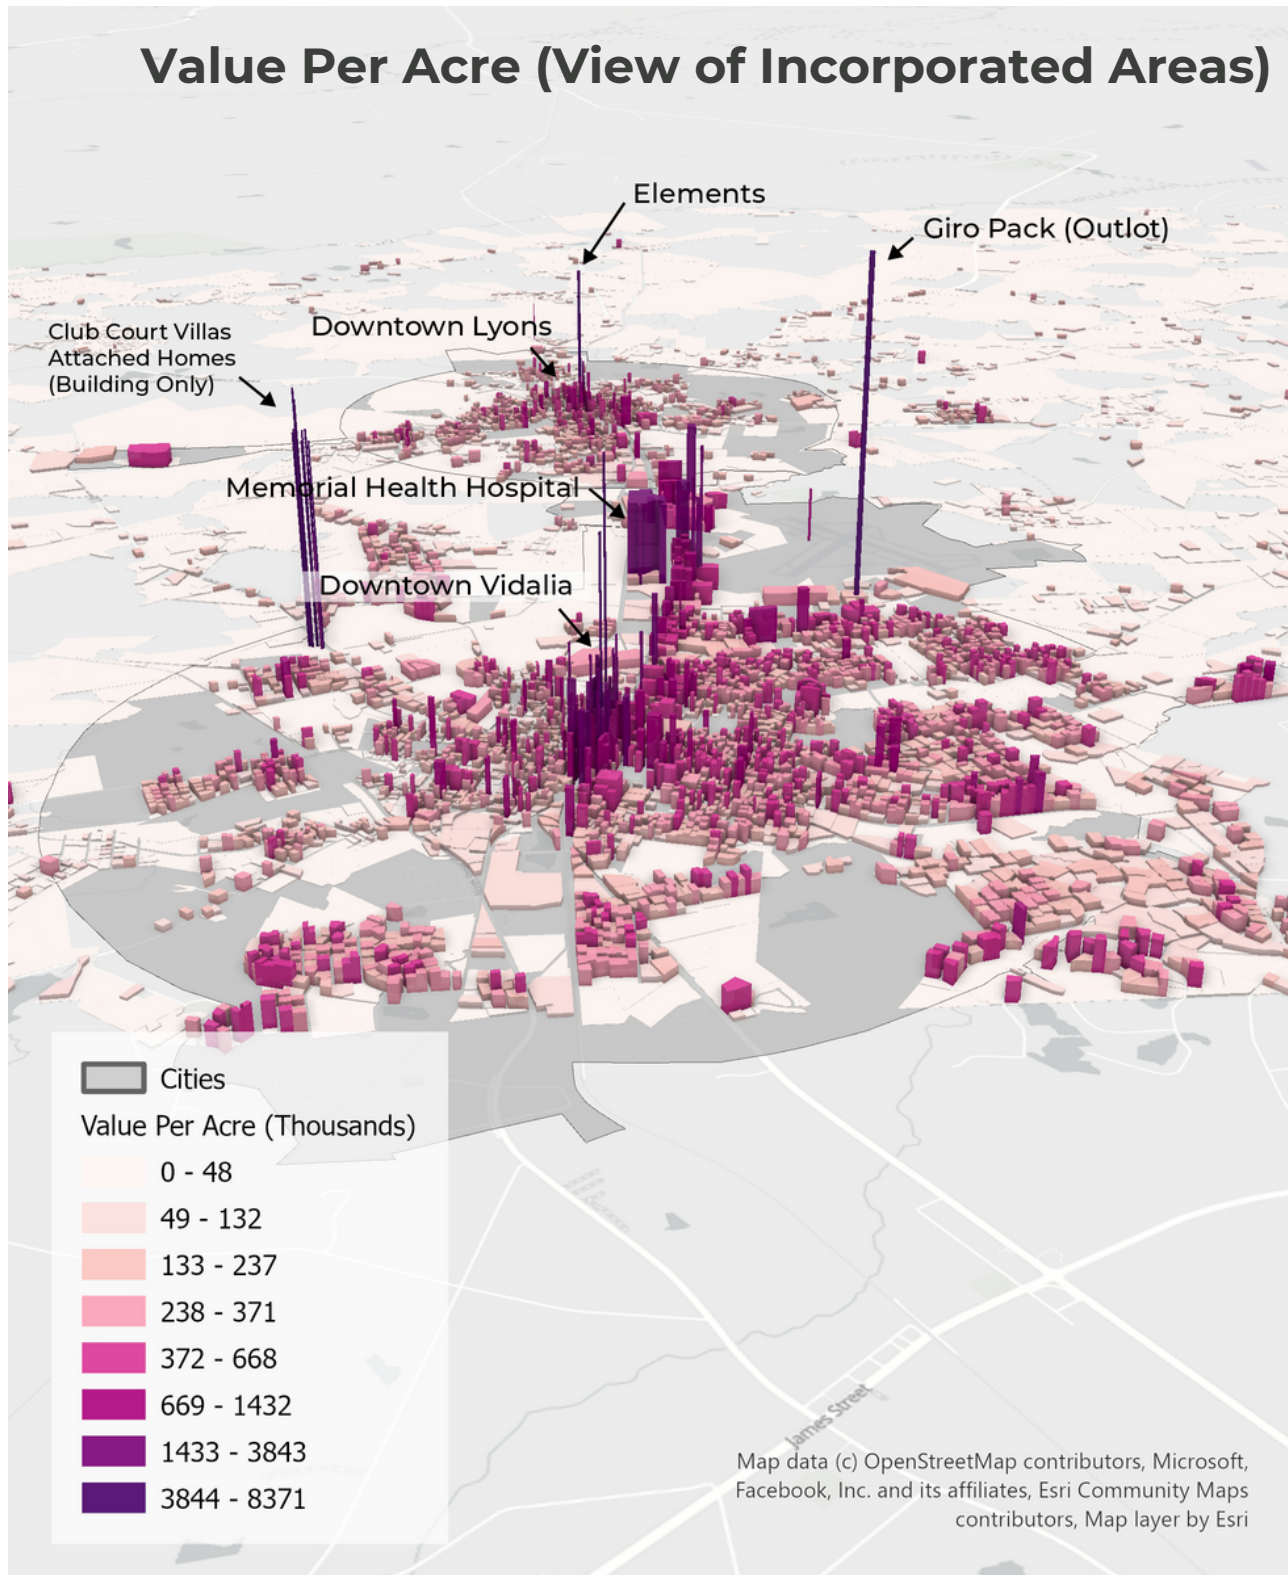 Value Per Acre (View of Incorporated Areas)
Elements
Giro Pack (Outlot)
Downtown Lyons
Club Court Villas
Attached Homes
(Building Only)
Memorial Health Hospital
Downtown Vidalia
Cities
Value Per Acre (Thousands)
0 - 48
49 - 132
133 - 237
238 - 371
372 - 668
669 - 1432
1433 - 3843
3844 - 8371
James Street
Map data (c) OpenStreetMap contributors, Microsoft,
Facebook, Inc. and its affiliates, Esri Community Maps
contributors, Map layer by Esri